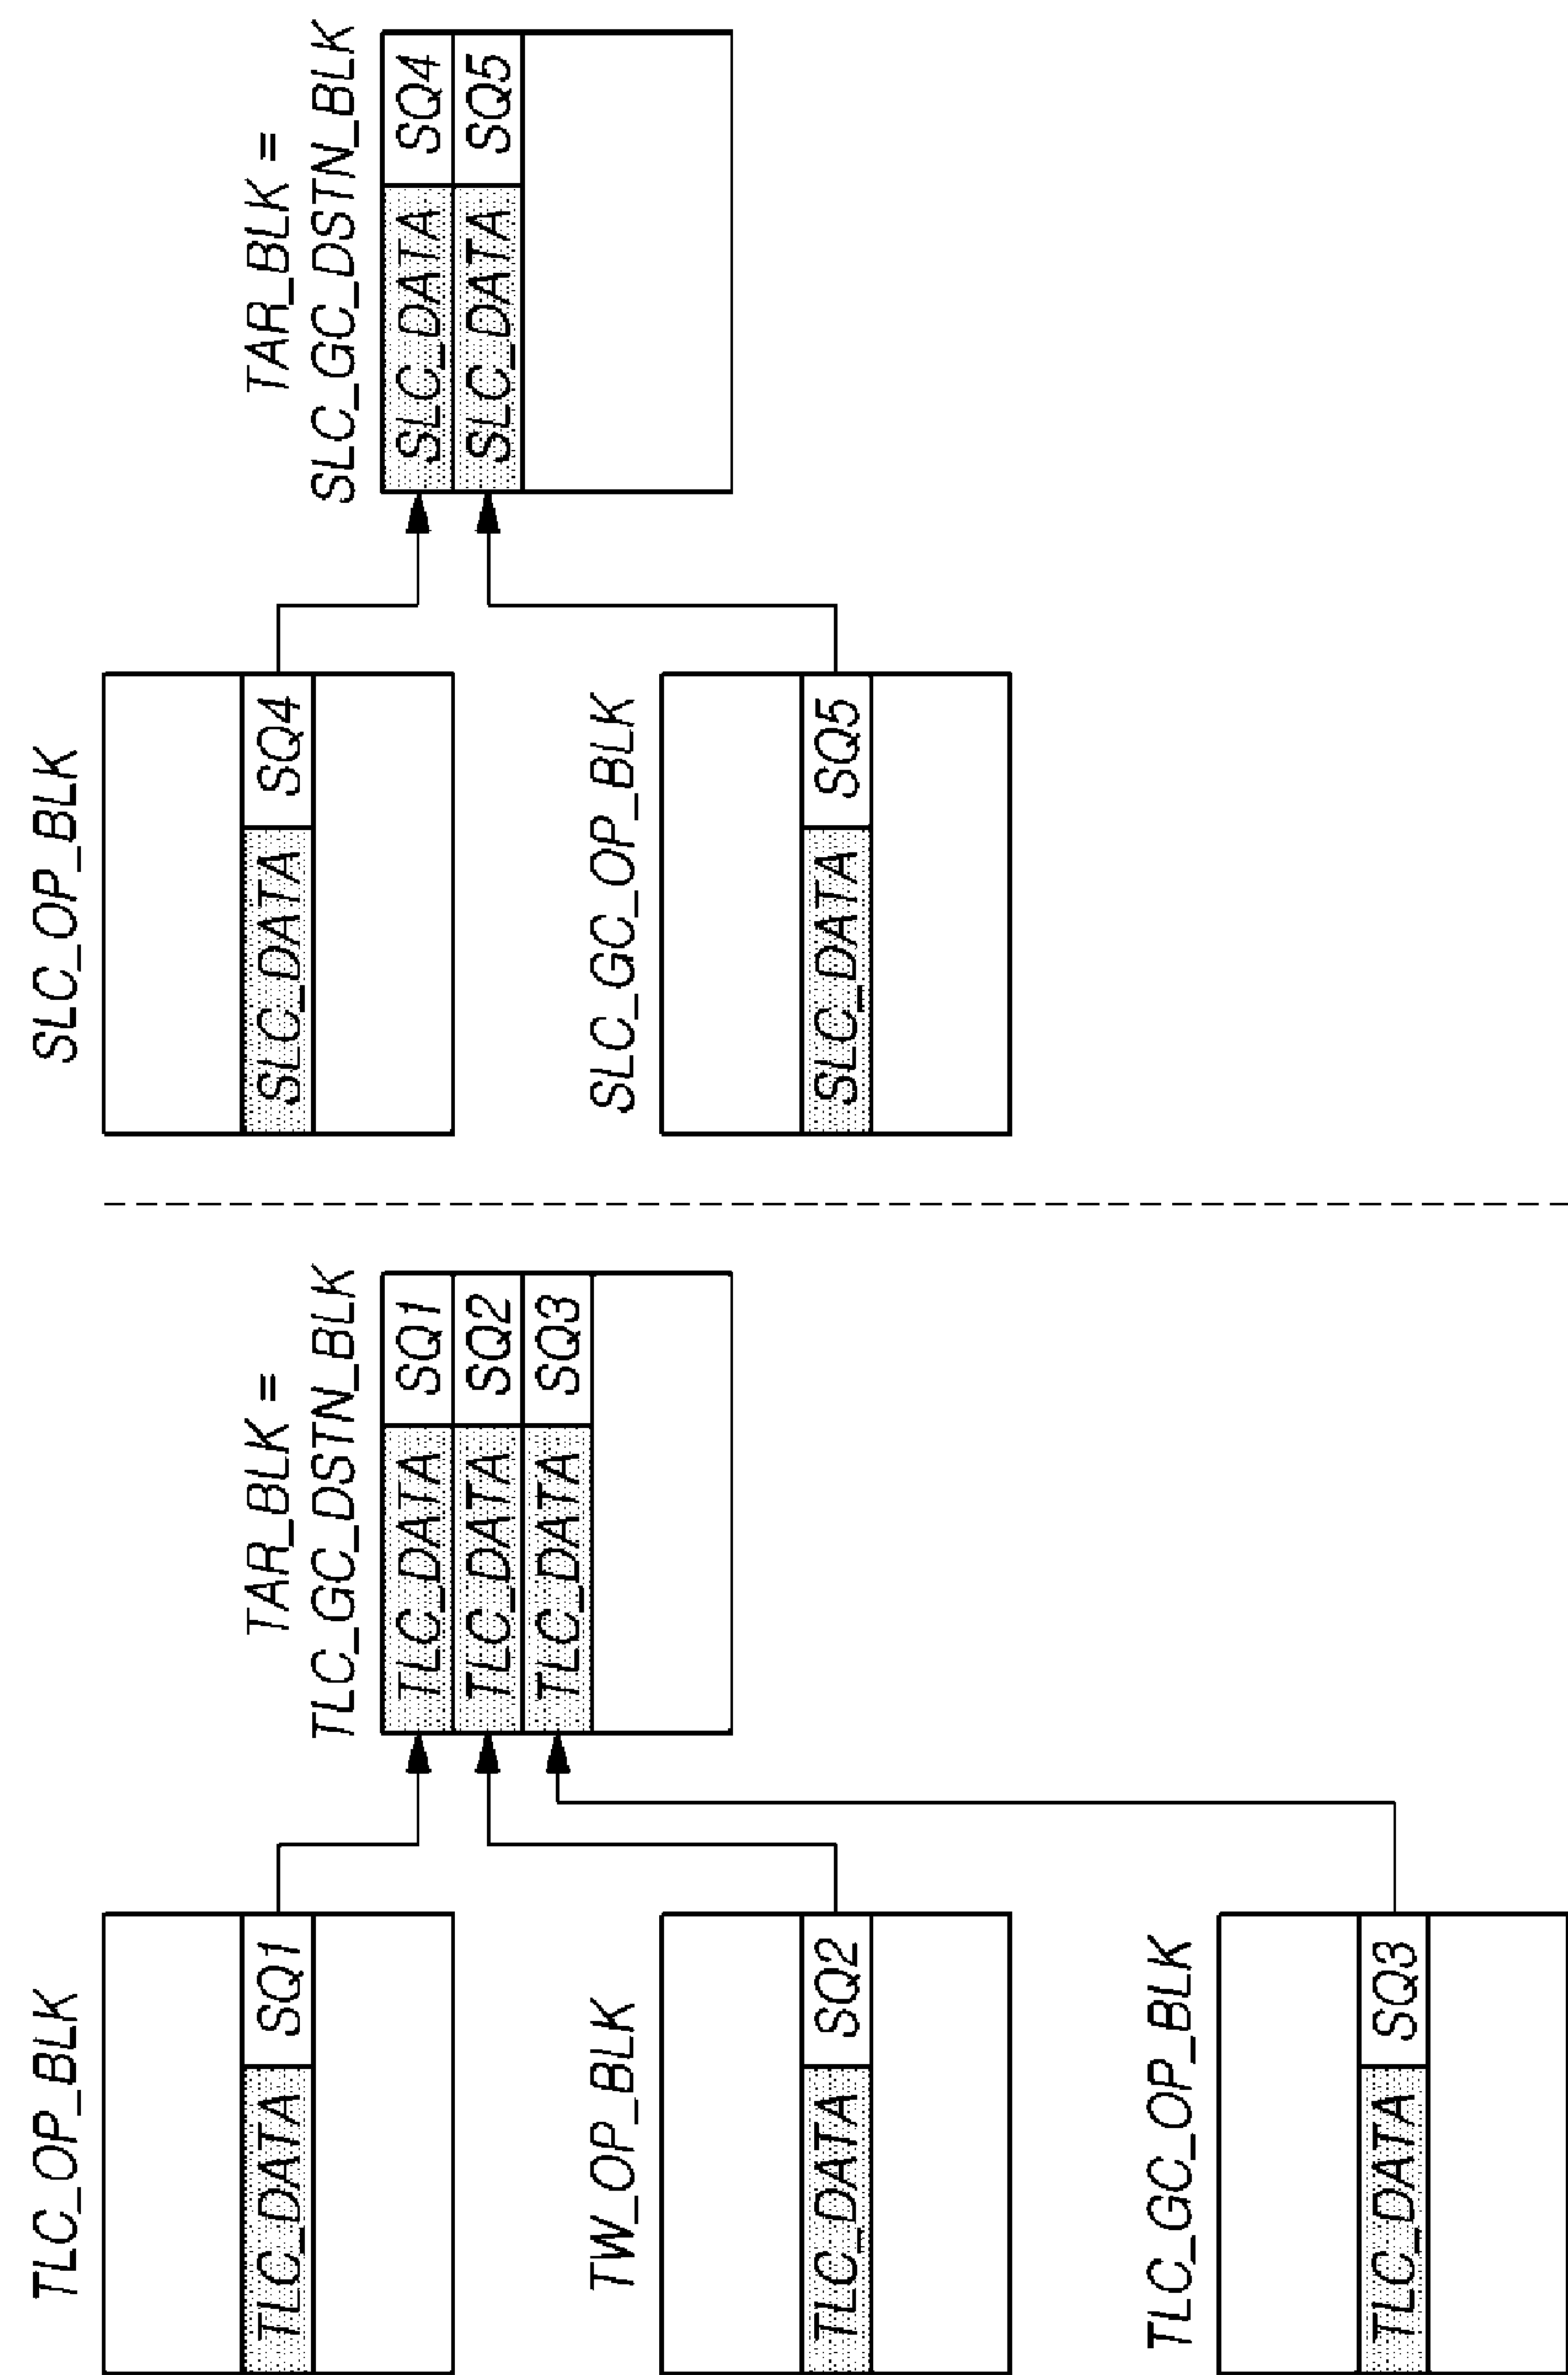 TLC_OP_BLK
TLC_DATA SQ1
TW_OP_BLK
TLC_DATA SQ2
TLC_GC_OP_BLK
TLC_DATA SQ3
TAR_BLK =
TLC_GC_DSTN_BLK
TLC_DATA SQ1
TLC_DATA SQ2
TLC_DATA SQ3
SLC_OP_BLK
SLC_DATA SQ4
SLC_GC_OP_BLK
SLC_DATA SQ5
TAR_BLK =
SLC_GC_DSTN_BLK
SLC_DATA SQ4
SLC_DATA SQ5